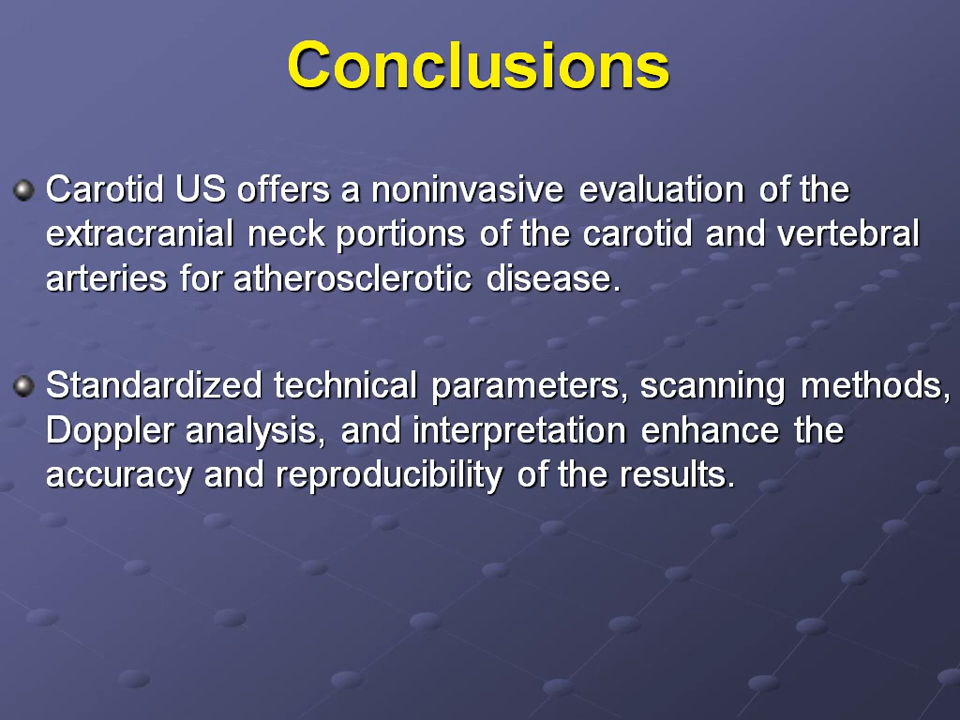 Conclusions
Carotid US offers a noninvasive evaluation of the
extracranial neck portions of the carotid and vertebral
arteries for atherosclerotic disease.
Standardized technical parameters, scanning methods,
Doppler analysis, and interpretation enhance the
accuracy and reproducibility of the results.